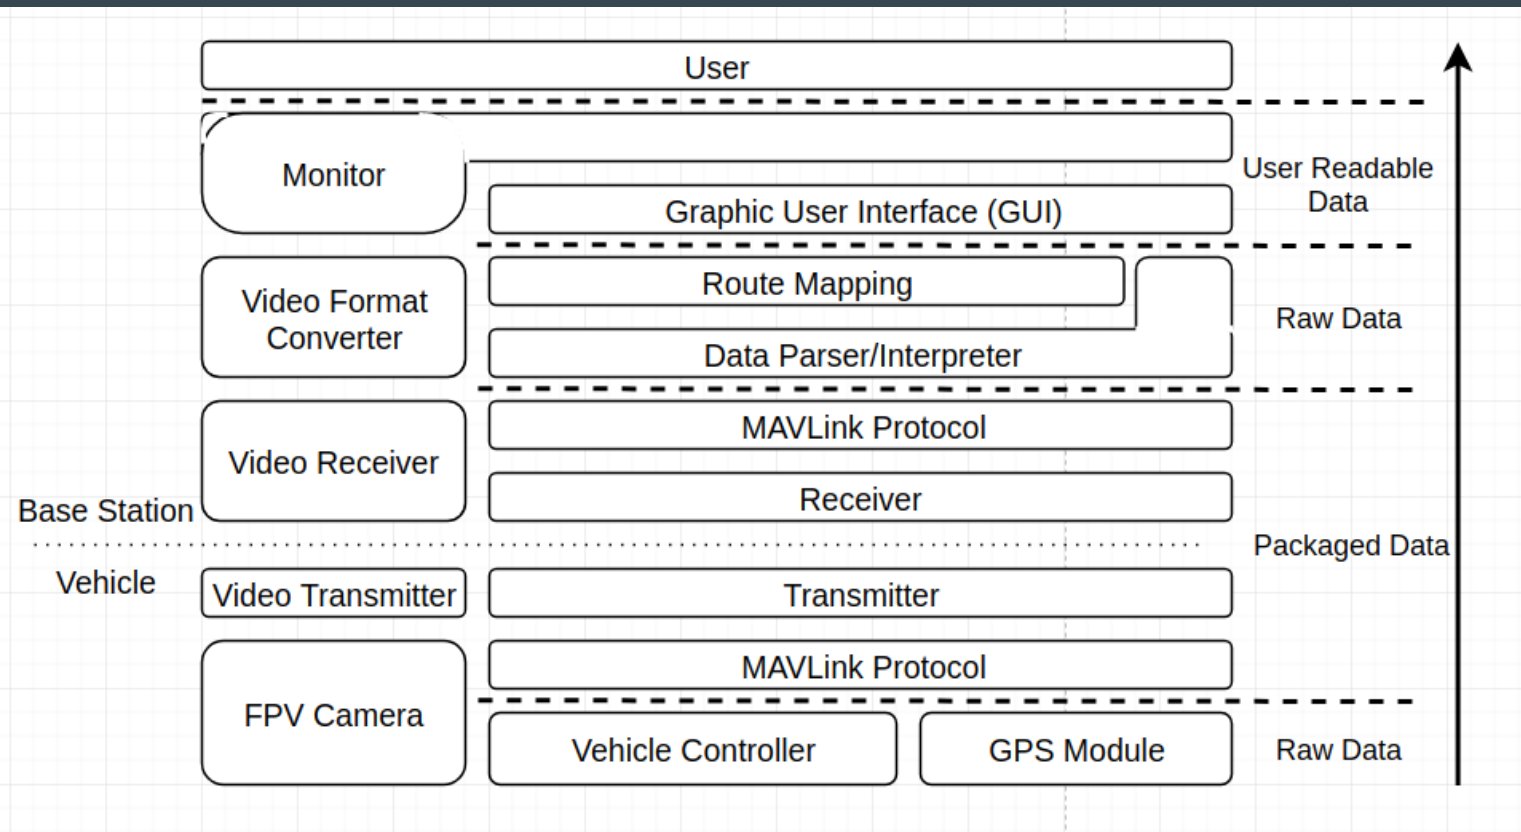 User
Monitor
User Readable
Data
Graphic User Interface (GUI)
Video Format
Converter
Route Mapping
Raw Data
Data Parser/Interpreter
MAVLink Protocol
Video Receiver
Receiver
Base Station
Packaged Data
Vehicle
Video Transmitter
Transmitter
MAVLink Protocol
FPV Camera
Vehicle Controller
GPS Module
Raw Data